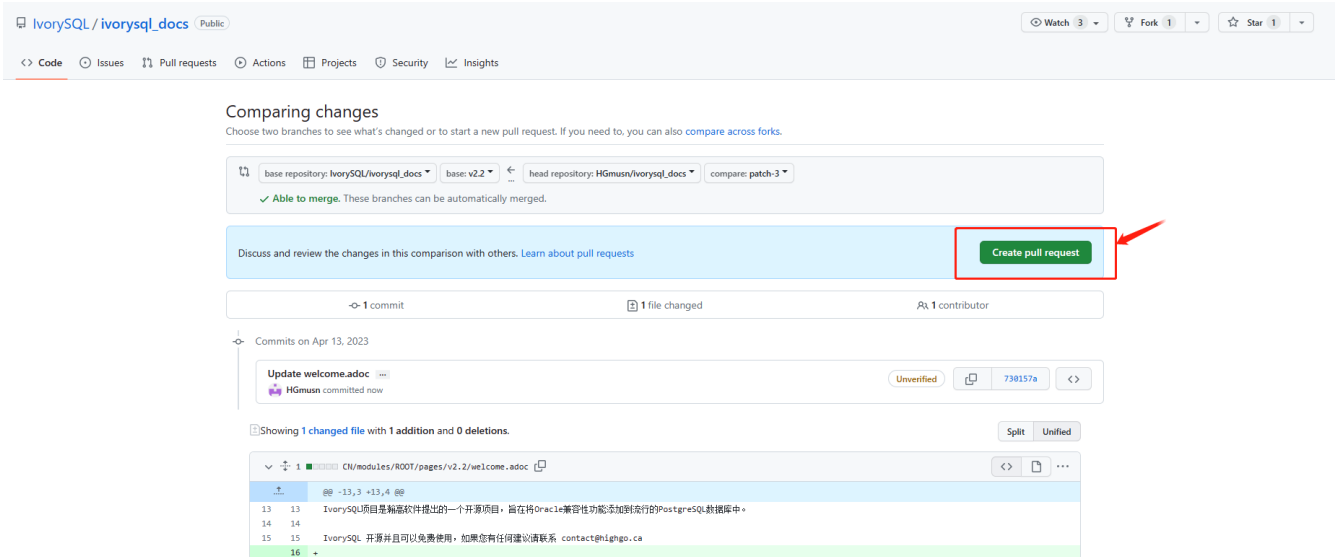 IvorySQL / ivorysql_docs Public
Watch 3 Fork 1 Star 1
Code Issues Pull requests Actions Projects Security Insights
Comparing changes
Choose two branches to see what's changed or to start a new pull request. If you need to, you can also compare across forks.
base repository: IvorySQL/ivorysql_docs base: v2.2 ← ... head repository: HGmusn/ivorysql_docs compare: patch-3
Able to merge. These branches can be automatically merged.
Discuss and review the changes in this comparison with others. Learn about pull requests Create pull request
1 commit 1 file changed 1 contributor
Commits on Apr 13, 2023
Update welcome.adoc ...
HGmusn committed now Unverified 730157a
Showing 1 changed file with 1 addition and 0 deletions. Split Unified
1 CN/modules/ROOT/pages/v2.2/welcome.adoc
@@ -13,3 +13,4 @@
13 13 IvorySQL项目是瀚高软件提出的一个开源项目，旨在将Oracle兼容性功能添加到流行的PostgreSQL数据库中。
14 14
15 15 IvorySQL 开源并且可以免费使用，如果您有任何建议请联系 contact@highgo.ca
16 +